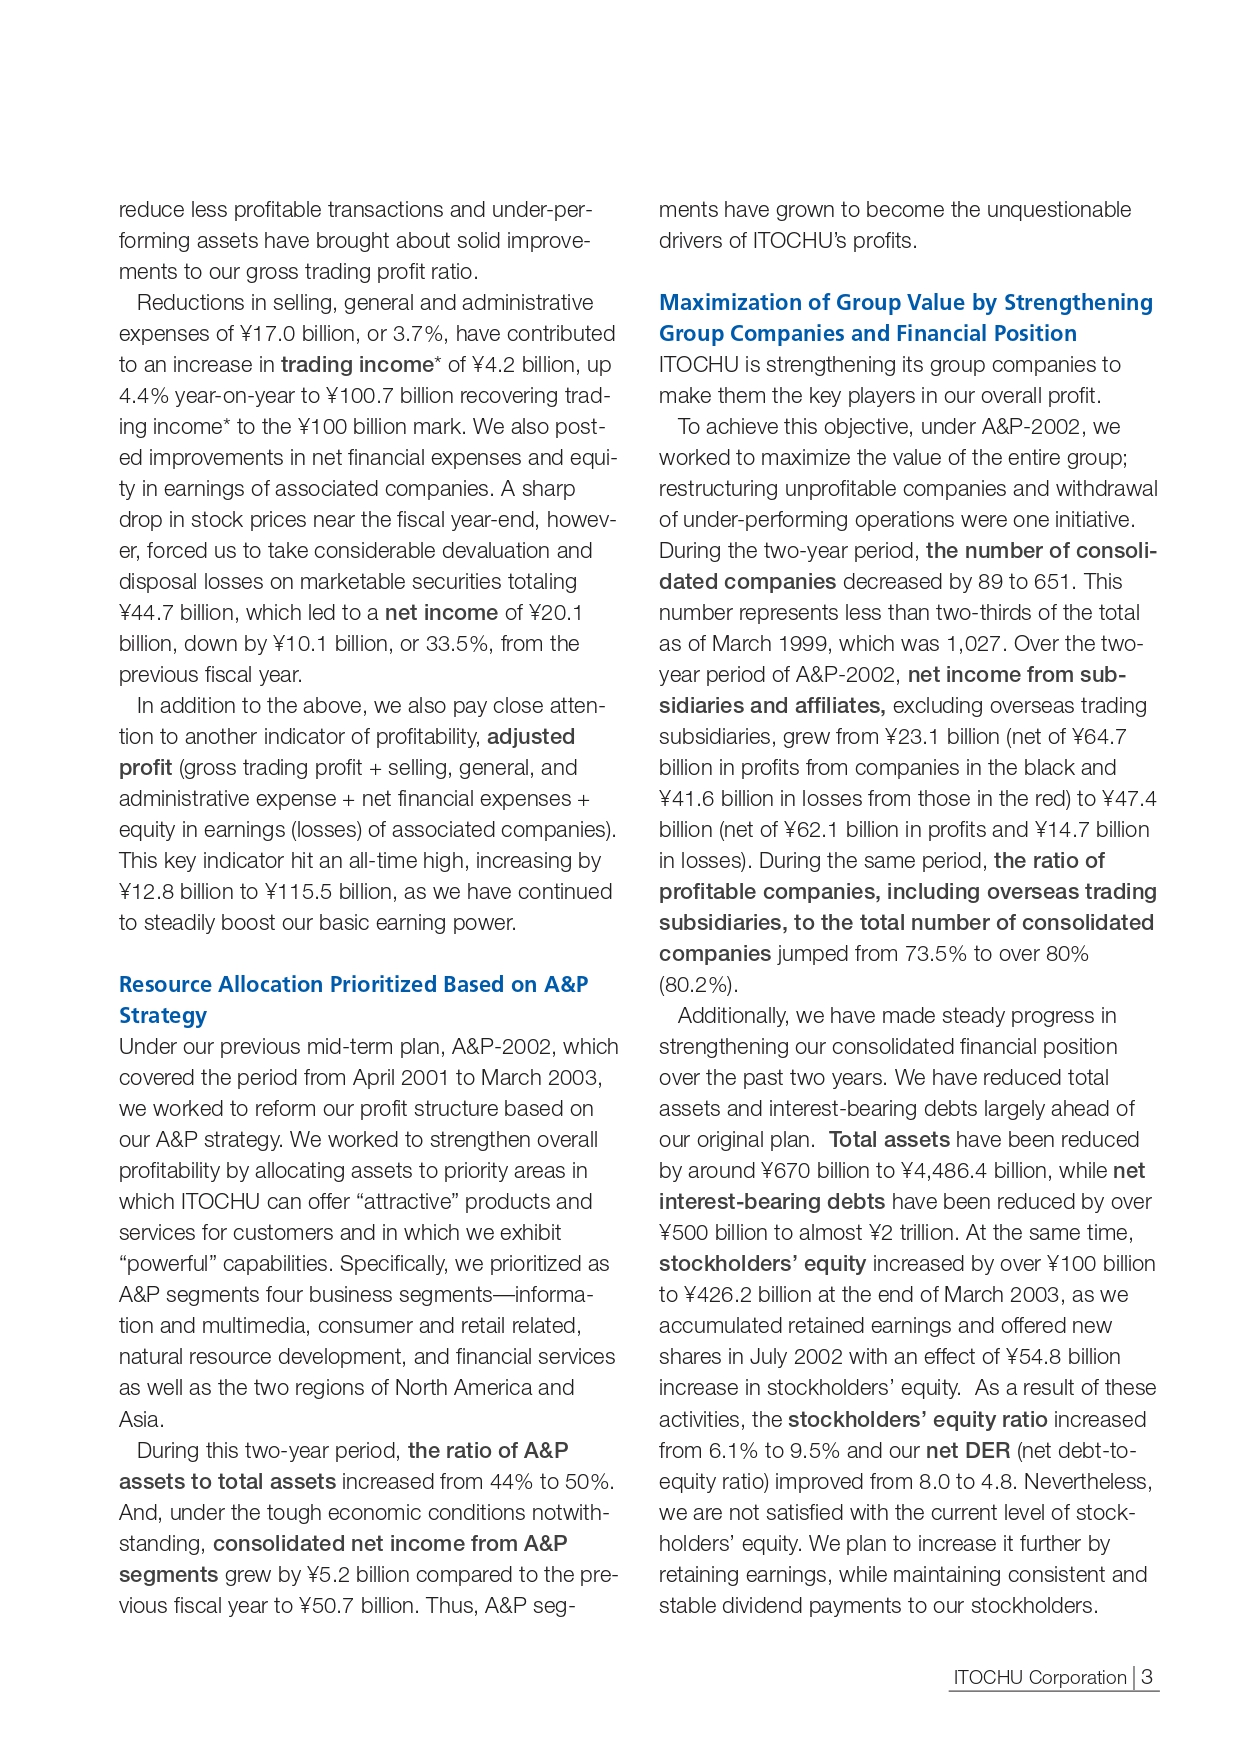 reduce less profitable transactions and under-per-
forming assets have brought about solid improve-
ments to our gross trading profit ratio.
Reductions in selling, general and administrative
expenses of ¥17.0 billion, or 3.7%, have contributed
to an increase in trading income* of ¥4.2 billion, up
4.4% year-on-year to ¥100.7 billion recovering trad-
ing income* to the ¥100 billion mark. We also post-
ed improvements in net financial expenses and equi-
ty in earnings of associated companies. A sharp
drop in stock prices near the fiscal year-end, howev-
er, forced us to take considerable devaluation and
disposal losses on marketable securities totaling
¥44.7 billion, which led to a net income of ¥20.1
billion, down by ¥10.1 billion, or 33.5%, from the
previous fiscal year.
In addition to the above, we also pay close atten-
tion to another indicator of profitability, adjusted
profit (gross trading profit + selling, general, and
administrative expense + net financial expenses +
equity in earnings (losses) of associated companies).
This key indicator hit an all-time high, increasing by
¥12.8 billion to ¥115.5 billion, as we have continued
to steadily boost our basic earning power.
Resource Allocation Prioritized Based on A&P
Strategy
Under our previous mid-term plan, A&P-2002, which
covered the period from April 2001 to March 2003,
we worked to reform our profit structure based on
our A&P strategy. We worked to strengthen overall
profitability by allocating assets to priority areas in
which ITOCHU can offer “attractive” products and
services for customers and in which we exhibit
“powerful” capabilities. Specifically, we prioritized as
A&P segments four business segments—informa-
tion and multimedia, consumer and retail related,
natural resource development, and financial services
as well as the two regions of North America and
Asia.
During this two-year period, the ratio of A&P
assets to total assets increased from 44% to 50%.
And, under the tough economic conditions notwith-
standing, consolidated net income from A&P
segments grew by ¥5.2 billion compared to the pre-
vious fiscal year to ¥50.7 billion. Thus, A&P seg-
ments have grown to become the unquestionable
drivers of ITOCHU’s profits.
Maximization of Group Value by Strengthening
Group Companies and Financial Position
ITOCHU is strengthening its group companies to
make them the key players in our overall profit.
To achieve this objective, under A&P-2002, we
worked to maximize the value of the entire group;
restructuring unprofitable companies and withdrawal
of under-performing operations were one initiative.
During the two-year period, the number of consoli-
dated companies decreased by 89 to 651. This
number represents less than two-thirds of the total
as of March 1999, which was 1,027. Over the two-
year period of A&P-2002, net income from sub-
sidiaries and affiliates, excluding overseas trading
subsidiaries, grew from ¥23.1 billion (net of ¥64.7
billion in profits from companies in the black and
¥41.6 billion in losses from those in the red) to ¥47.4
billion (net of ¥62.1 billion in profits and ¥14.7 billion
in losses). During the same period, the ratio of
profitable companies, including overseas trading
subsidiaries, to the total number of consolidated
companies jumped from 73.5% to over 80%
(80.2%).
Additionally, we have made steady progress in
strengthening our consolidated financial position
over the past two years. We have reduced total
assets and interest-bearing debts largely ahead of
our original plan.  Total assets have been reduced
by around ¥670 billion to ¥4,486.4 billion, while net
interest-bearing debts have been reduced by over
¥500 billion to almost ¥2 trillion. At the same time,
stockholders’ equity increased by over ¥100 billion
to ¥426.2 billion at the end of March 2003, as we
accumulated retained earnings and offered new
shares in July 2002 with an effect of ¥54.8 billion
increase in stockholders’ equity.  As a result of these
activities, the stockholders’ equity ratio increased
from 6.1% to 9.5% and our net DER (net debt-to-
equity ratio) improved from 8.0 to 4.8. Nevertheless,
we are not satisfied with the current level of stock-
holders’ equity. We plan to increase it further by
retaining earnings, while maintaining consistent and
stable dividend payments to our stockholders.
ITOCHU Corporation 3